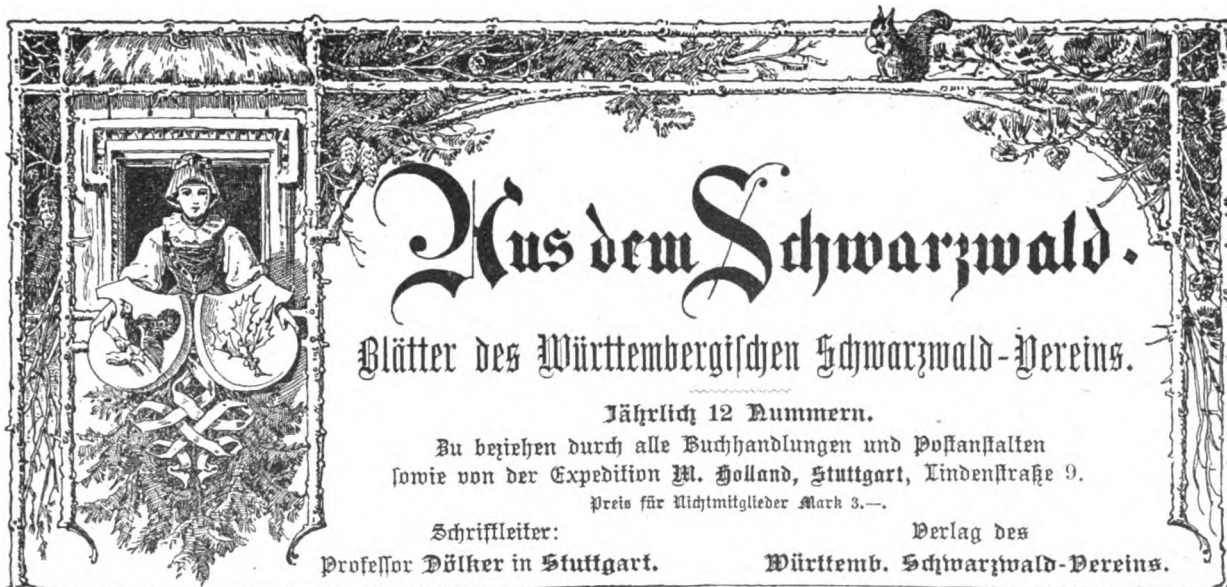 Aus dem Schwarzwald.
Blätter des Württembergischen Schwarzwald-Vereins.
Jährlich 12 Nummern.
Zu beziehen durch alle Buchhandlungen und Postanstalten
sowie von der Expedition M. Holland, Stuttgart, Lindenstraße 9.
Preis für Nichtmitglieder Mark 3.—.
Schriftleiter:
Professor Dölker in Stuttgart.
Verlag des
Württemb. Schwarzwald-Vereins.